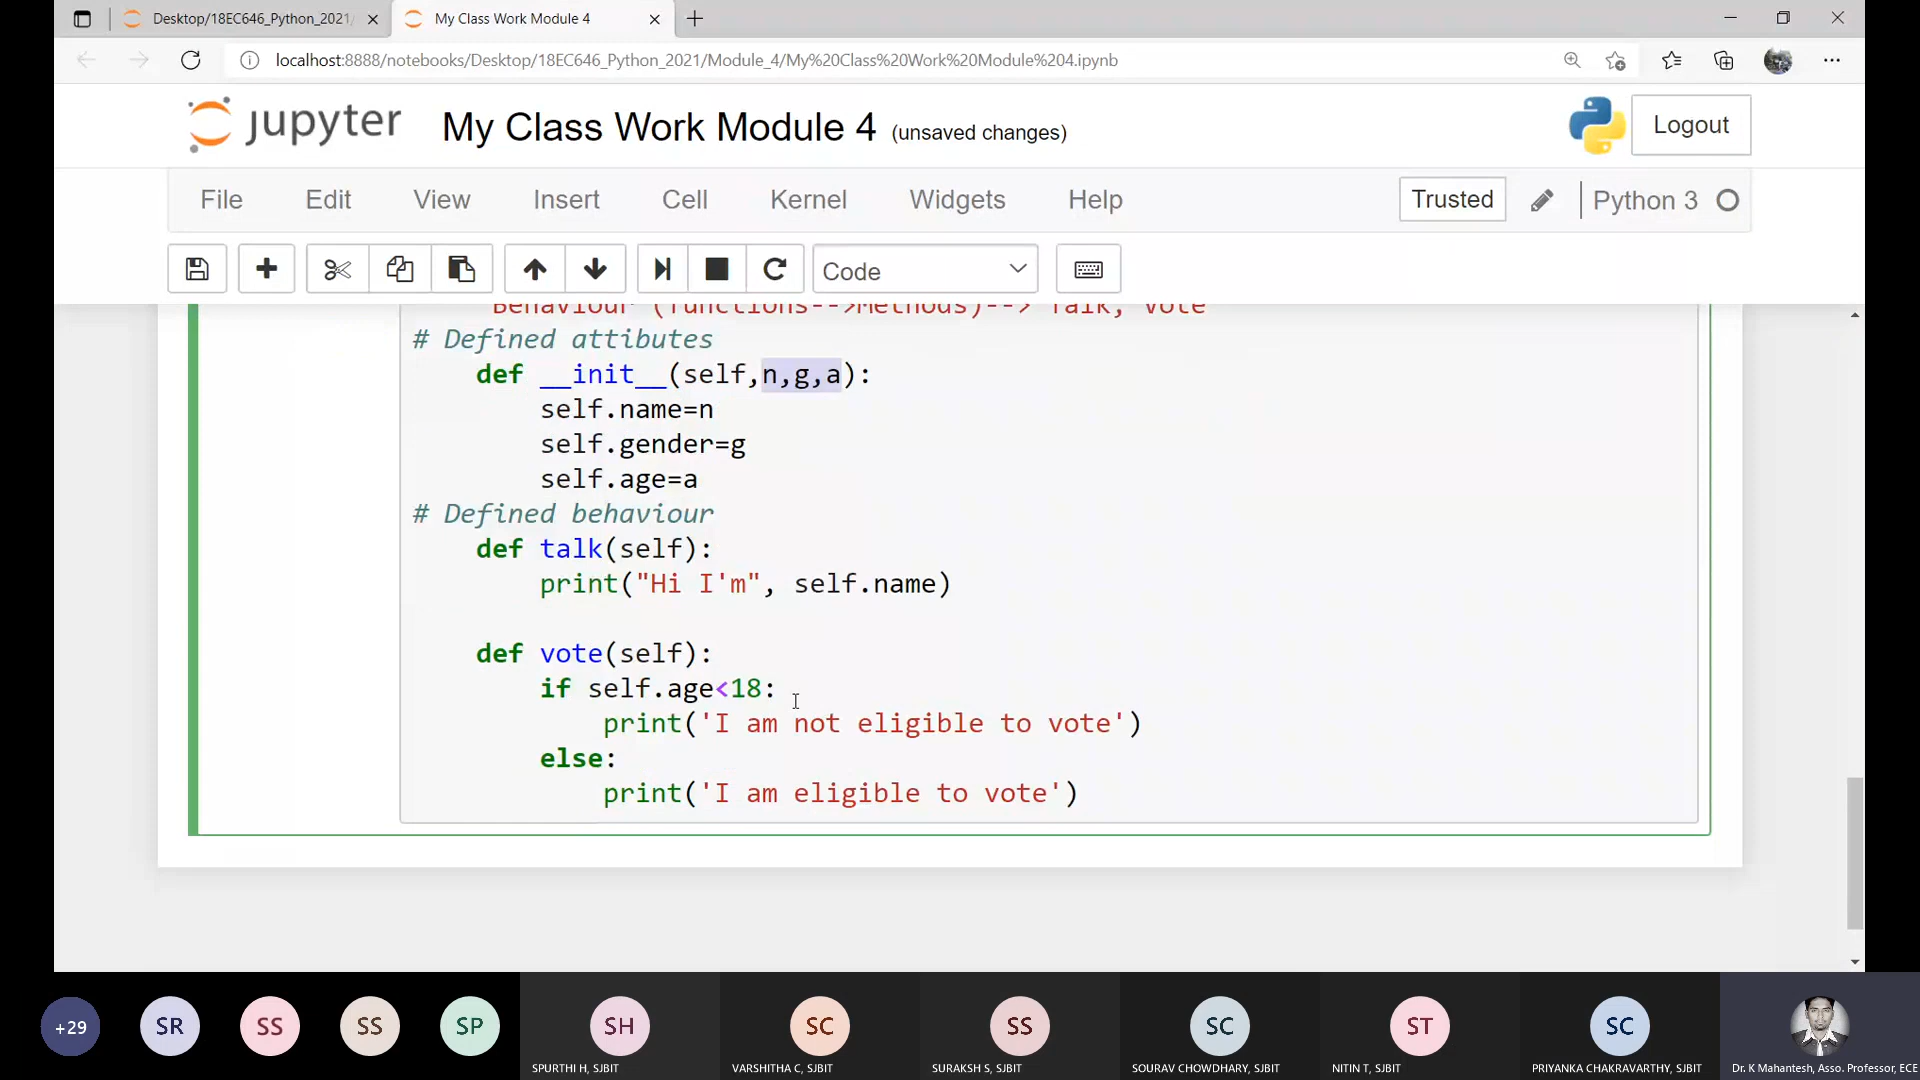 Desktop/18EC646_Python_2021/
My Class Work Module 4
localhost:8888/notebooks/Desktop/18EC646_Python_2021/Module_4/My%20Class%20Work%20Module%204.ipynb
jupyter
My Class Work Module 4 (unsaved changes)
Logout
File Edit View Insert Cell Kernel Widgets Help
Trusted
Python 3
Code
Behaviour (functions-->Methods)--> Talk, Vote
# Defined attibutes
def __init__(self,n,g,a):
self.name=n
self.gender=g
self.age=a
# Defined behaviour
def talk(self):
print("Hi I'm", self.name)
def vote(self):
if self.age<18:
print('I am not eligible to vote')
else:
print('I am eligible to vote')
+29 SR SS SS SP SH SC SS SC ST SC
SPURTHI H, SJBIT VARSHITHA C, SJBIT SURAKSH S, SJBIT SOURAV CHOWDHARY, SJBIT NITIN T, SJBIT PRIYANKA CHAKRAVARTHY, SJBIT Dr. K Mahantesh, Asso. Professor, ECE